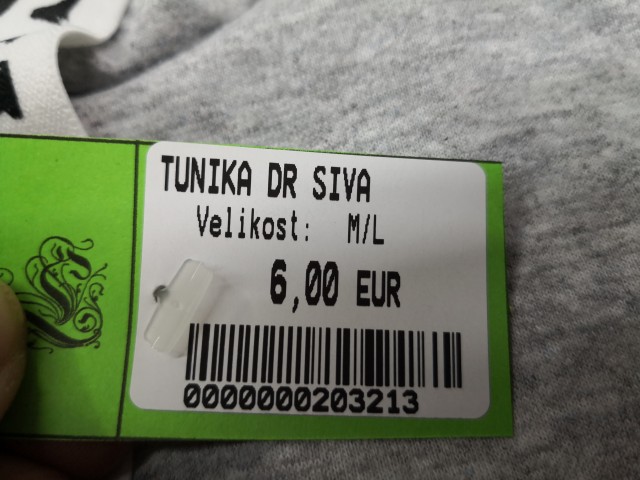 TUNIKA DR SIVA
Velikost: M/L
6,00 EUR
0000000203213